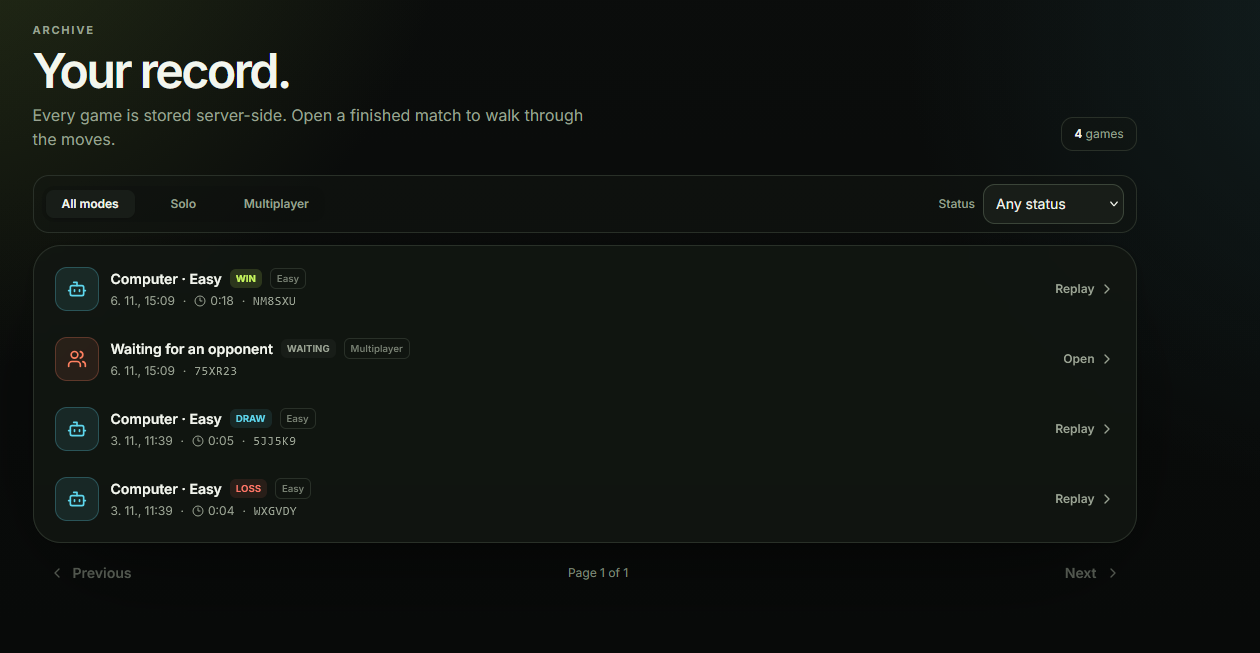 ARCHIVE
Your record.
Every game is stored server-side. Open a finished match to walk through
the moves.
4 games
All modes Solo Multiplayer Status Any status
Computer · Easy WIN Easy
6. 11., 15:09 · 0:18 · NM8SXU
Replay
Waiting for an opponent WAITING Multiplayer
6. 11., 15:09 · 75XR23
Open
Computer · Easy DRAW Easy
3. 11., 11:39 · 0:05 · 5JJ5K9
Replay
Computer · Easy LOSS Easy
3. 11., 11:39 · 0:04 · WXGVDY
Replay
Previous Page 1 of 1 Next